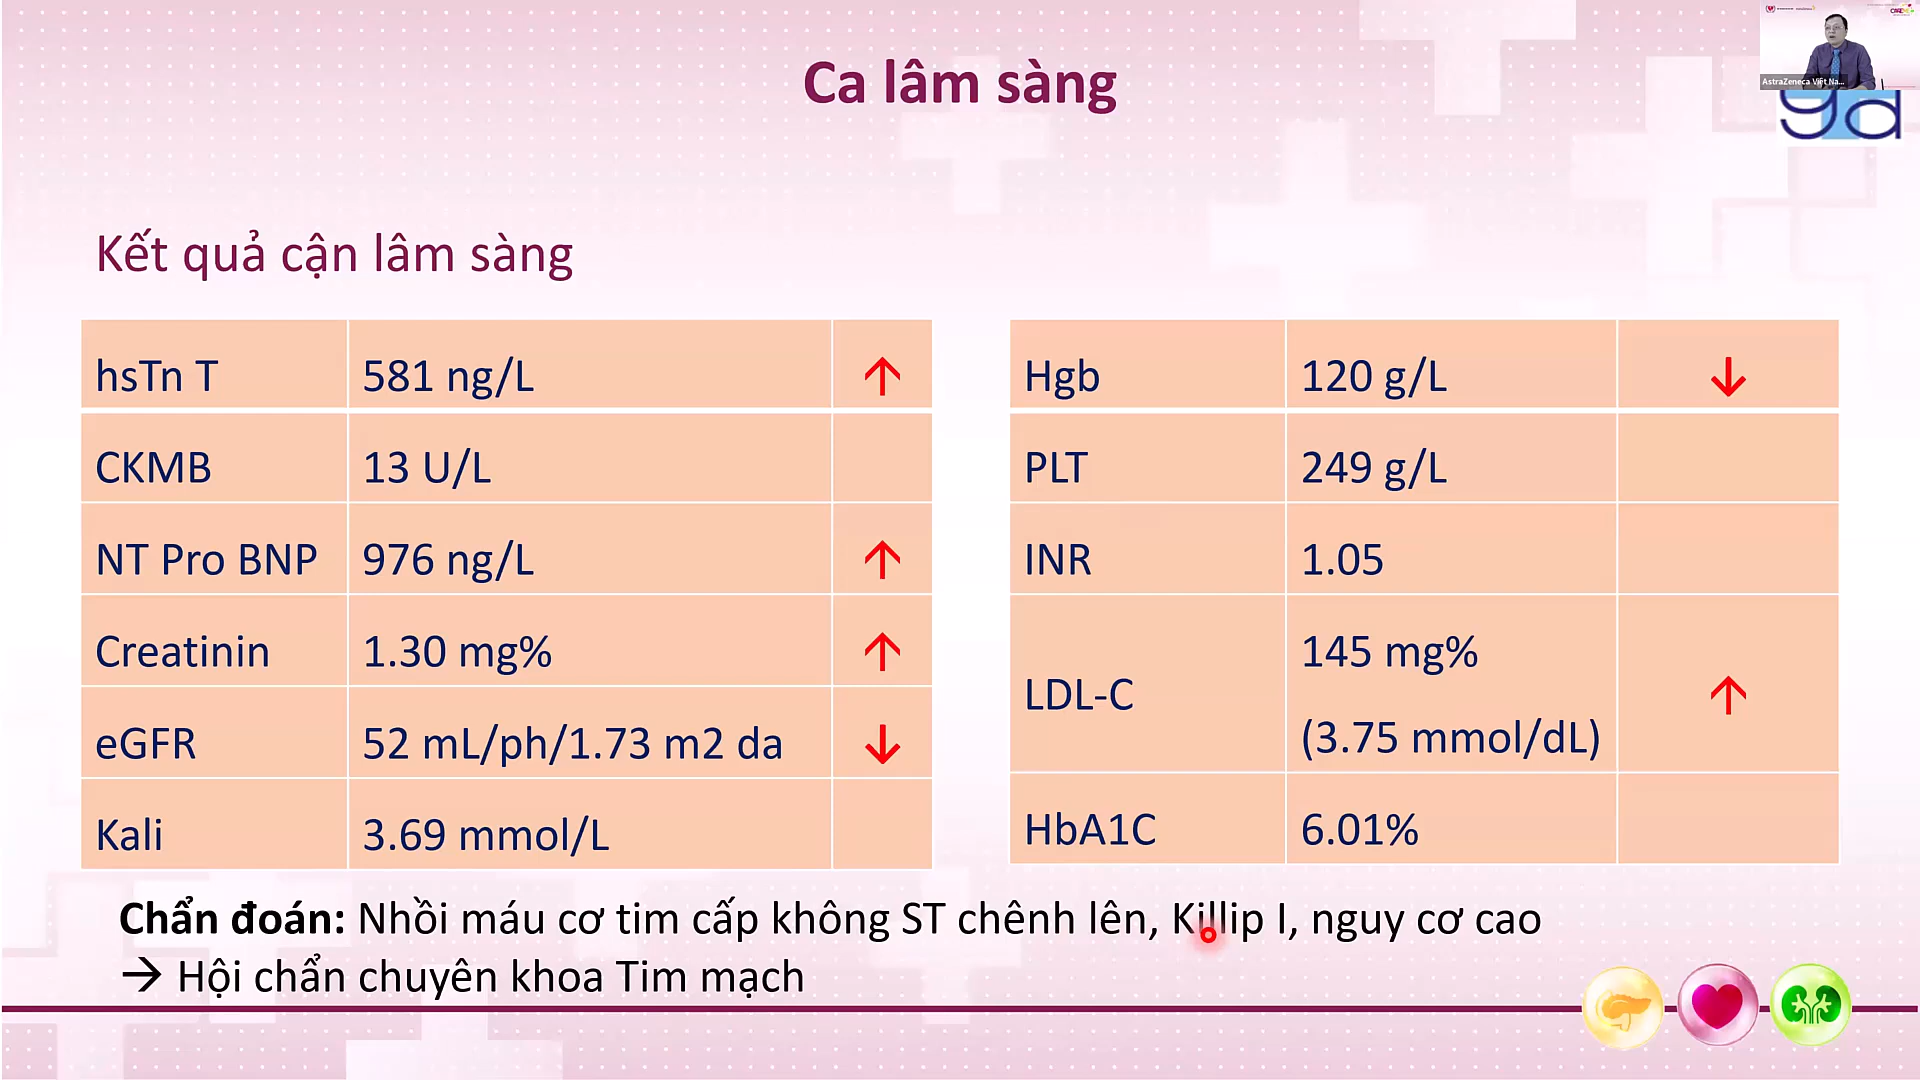 Ca lâm sàng
AstraZeneca Việt Na...
Kết quả cận lâm sàng
hsTn T 581 ng/L ↑
CKMB 13 U/L
NT Pro BNP 976 ng/L ↑
Creatinin 1.30 mg% ↑
eGFR 52 mL/ph/1.73 m2 da ↓
Kali 3.69 mmol/L
Hgb 120 g/L ↓
PLT 249 g/L
INR 1.05
LDL-C 145 mg% ↑
(3.75 mmol/dL)
HbA1C 6.01%
Chẩn đoán: Nhồi máu cơ tim cấp không ST chênh lên, Killip I, nguy cơ cao
→ Hội chẩn chuyên khoa Tim mạch